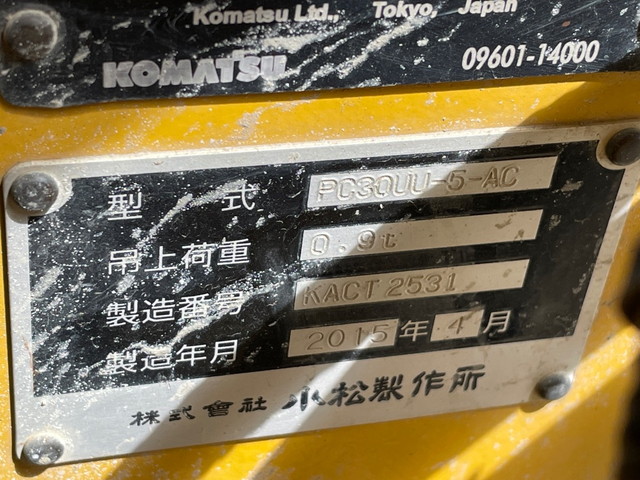 Komatsu Ltd., Tokyo, Japan
KOMATSU 09601-14000
型式 PC30UU-5-AC
吊上荷重 0.9t
製造番号 KACT2531
製造年月 2015年 4月
株式會社 小松製作所